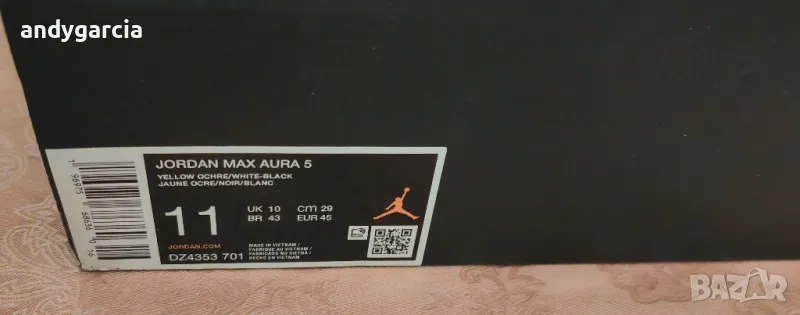 andygarcia
JORDAN MAX AURA 5
YELLOW OCHRE/WHITE-BLACK
JAUNE OCRE/NOIR/BLANC
11
UK 10 cm 29
BR 43 EUR 45
JORDAN.COM
DZ4353 701
MADE IN VIETNAM /
FABRIQUÉ AU VIETNAM /
FABRICADO NO VIETNÃ /
HECHO EN VIETNAM
BAZAR